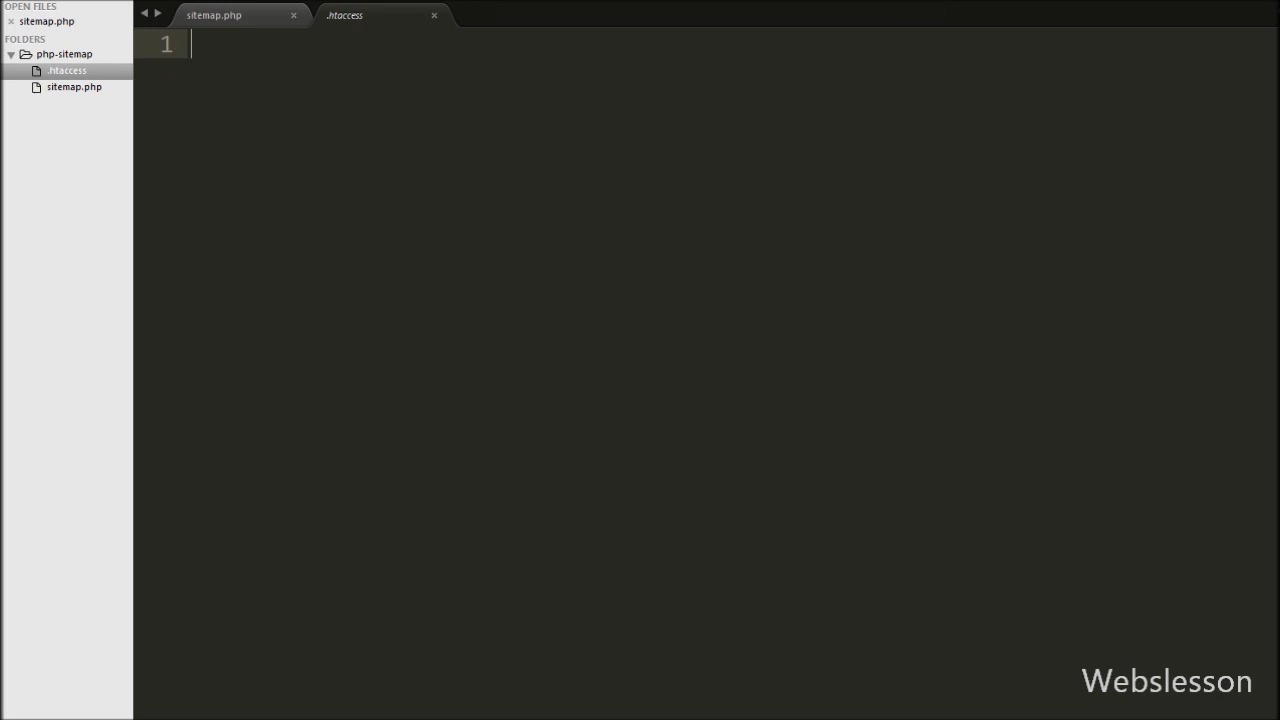 OPEN FILES
sitemap.php
FOLDERS
php-sitemap
.htaccess
sitemap.php
sitemap.php
.htaccess
1
Webslesson